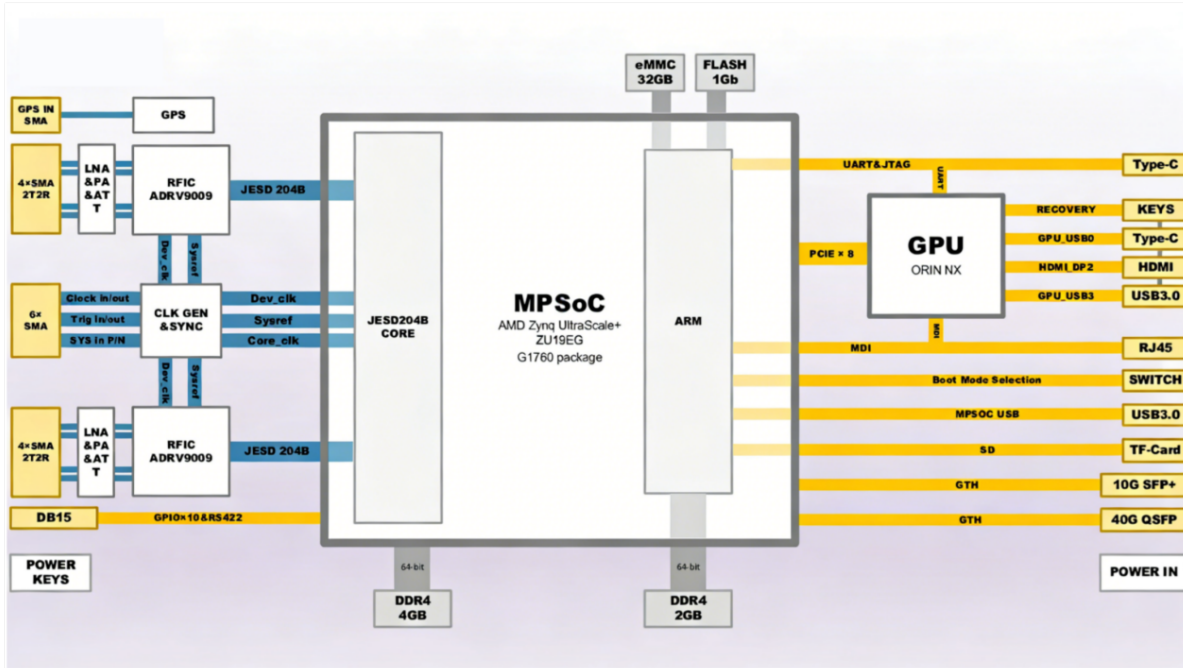 eMMC
32GB
FLASH
1Gb
GPS IN
SMA
GPS
4×SMA
2T2R
LNA
&PA
&AT
T
RFIC
ADRV9009
JESD 204B
Dev_clk
Sysref
6×
SMA
Clock in/out
Trig In/out
SYS in P/N
CLK GEN
&SYNC
Dev_clk
Sysref
Core_clk
Dev_clk
Sysref
4×SMA
2T2R
LNA
&PA
&AT
T
RFIC
ADRV9009
JESD 204B
DB15
GPIO×10&RS422
POWER
KEYS
JESD204B
CORE
MPSoC
AMD Zynq UltraScale+
ZU19EG
G1760 package
ARM
64-bit
DDR4
4GB
64-bit
DDR4
2GB
UART&JTAG
Type-C
UART
PCIE × 8
GPU
ORIN NX
RECOVERY
KEYS
GPU_USB0
Type-C
HDMI_DP2
HDMI
GPU_USB3
USB3.0
MDI
MDI
RJ45
Boot Mode Selection
SWITCH
MPSOC USB
USB3.0
SD
TF-Card
GTH
10G SFP+
GTH
40G QSFP
POWER IN